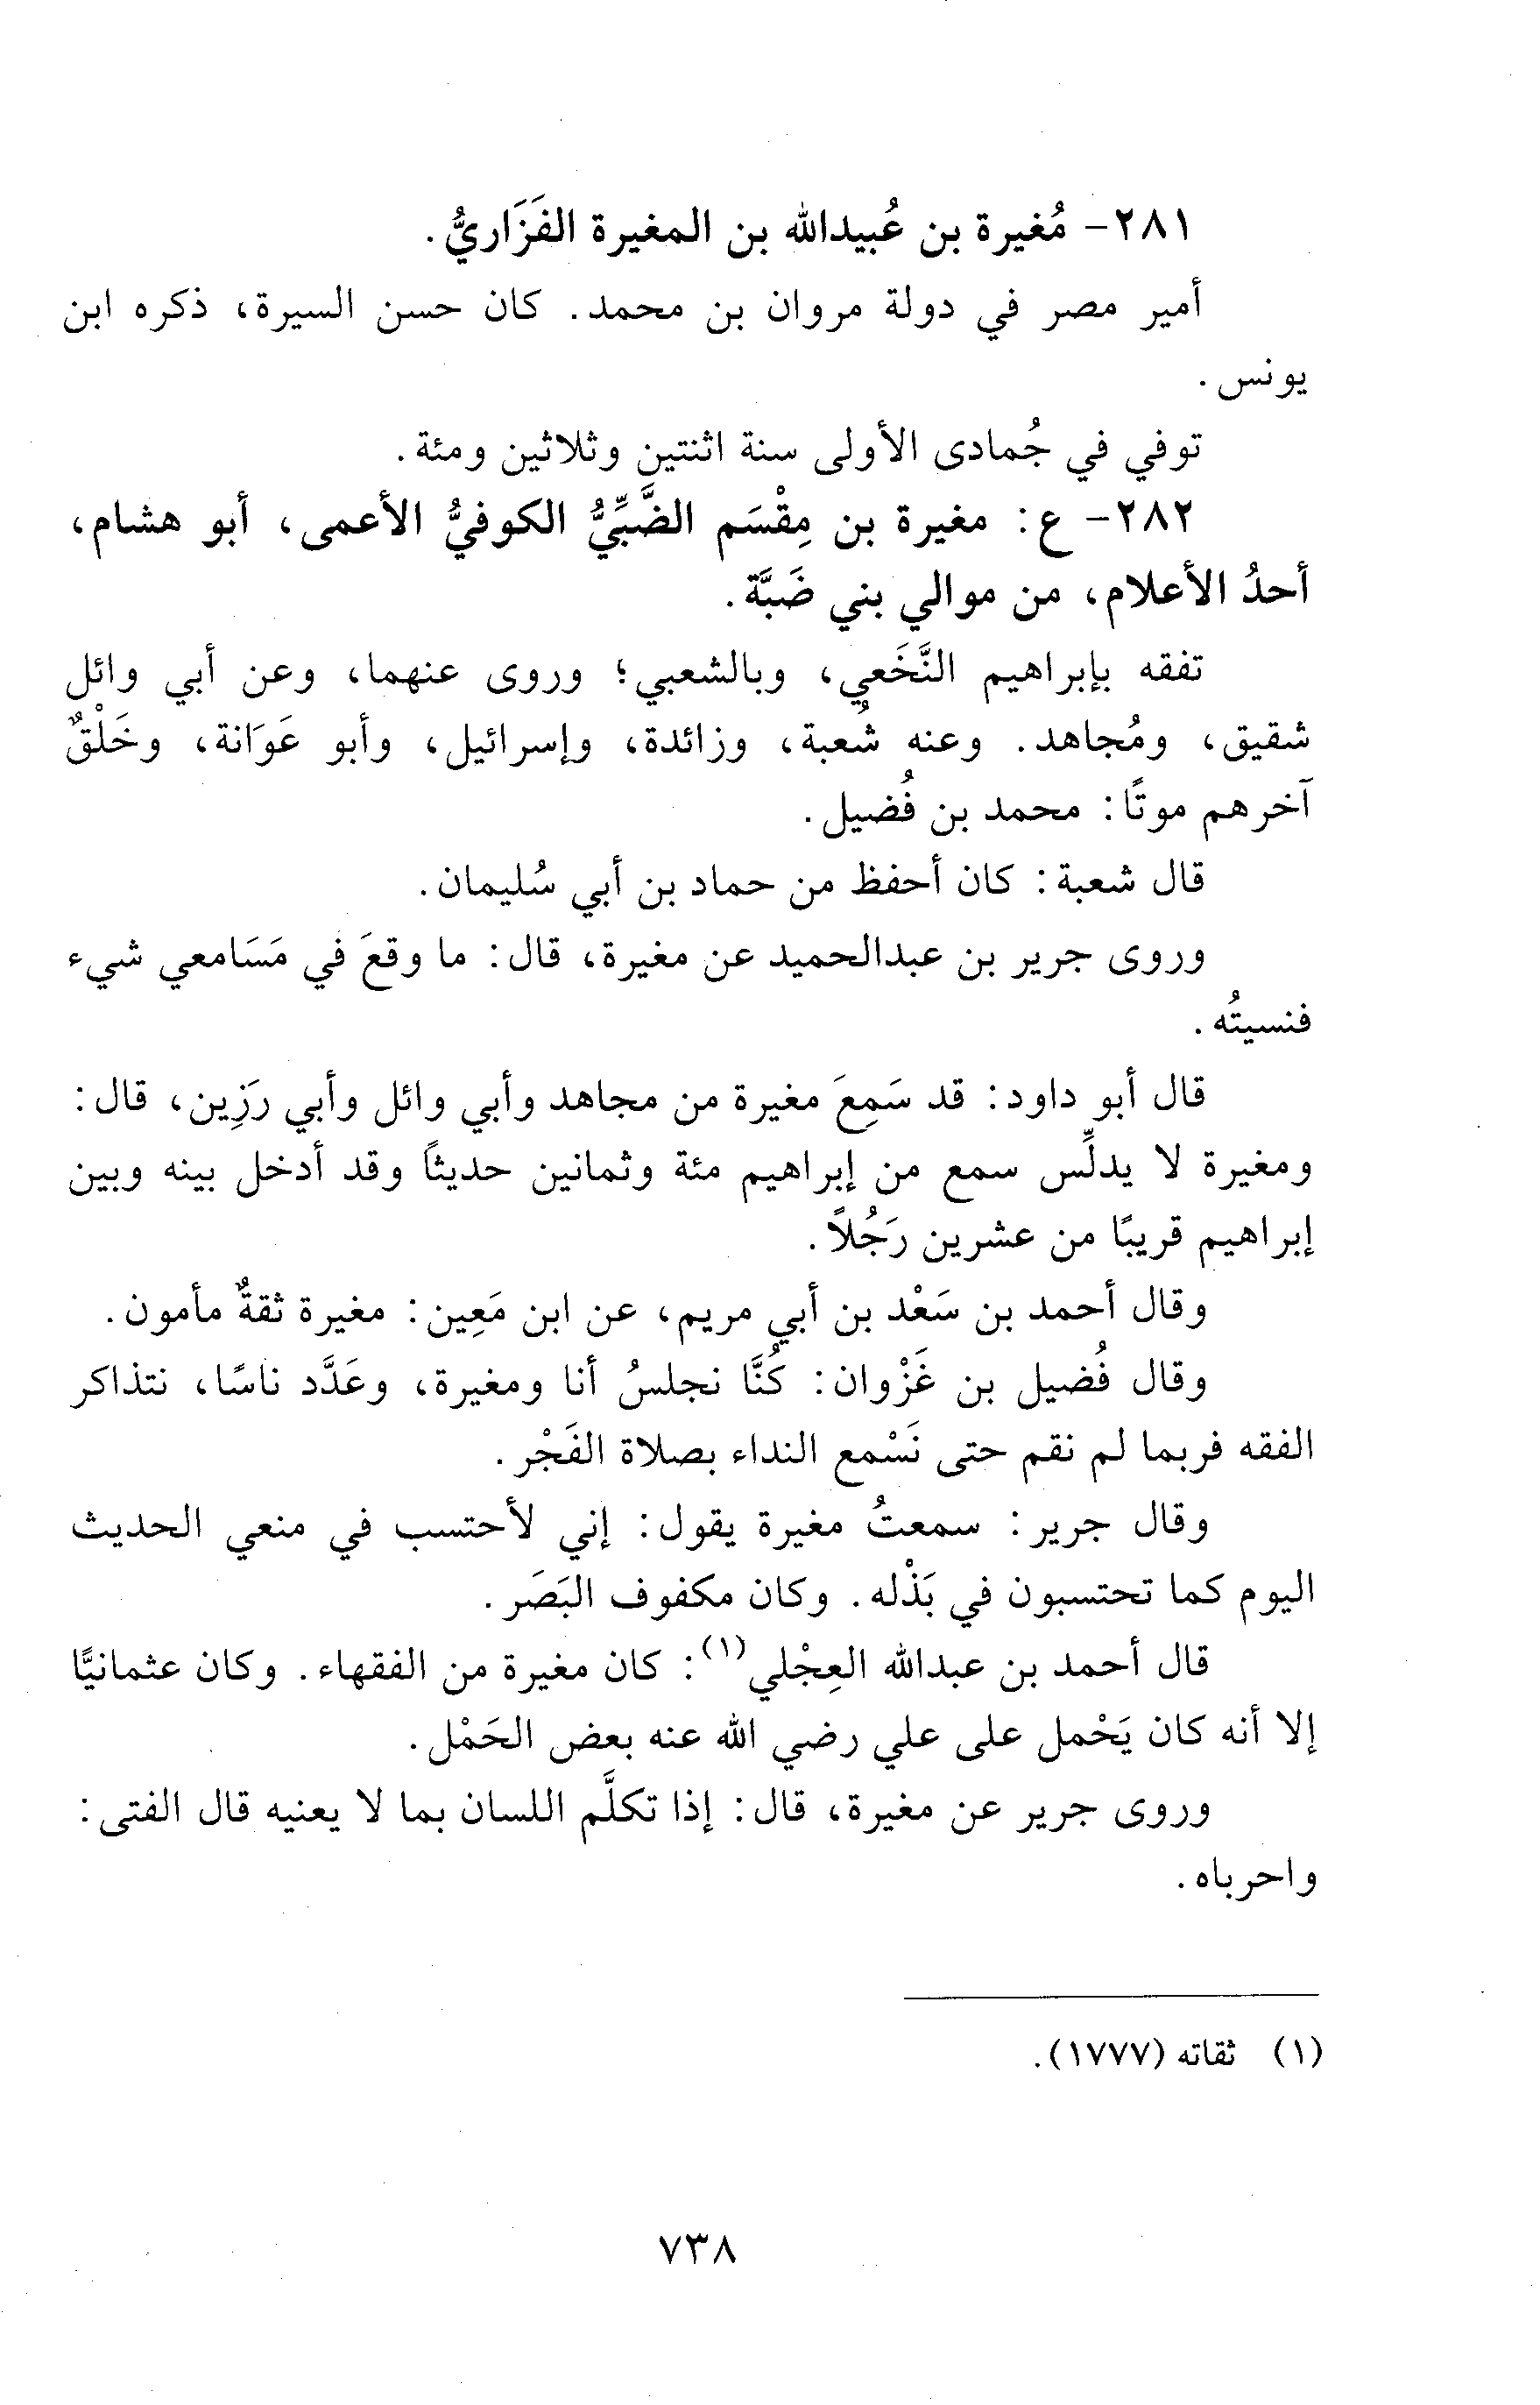 ٢٨١- مُغيرة بن عُبيدالله بن المغيرة الفَزَاريُّ.
أمير مصر في دولة مروان بن محمد. كان حسن السيرة، ذكره ابن
يونس.
توفي في جُمادى الأولى سنة اثنتين وثلاثين ومئة.
٢٨٢- ع: مغيرة بن مِقْسَم الضَّبِّيُّ الكوفيُّ الأعمى، أبو هشام،
أحدُ الأعلام، من موالي بني ضَبَّة.
تفقه بإبراهيم النَّخَعي، وبالشعبي؛ وروى عنهما، وعن أبي وائل
شقيق، ومُجاهد. وعنه شُعبة، وزائدة، وإسرائيل، وأبو عَوَانة، وخَلْقٌ
آخرهم موتًا: محمد بن فُضيل.
قال شعبة: كان أحفظ من حماد بن أبي سُليمان.
وروى جرير بن عبدالحميد عن مغيرة، قال: ما وقعَ في مَسَامعي شيء
فنسيتُه.
قال أبو داود: قد سَمِعَ مغيرة من مجاهد وأبي وائل وأبي رَزِين، قال:
ومغيرة لا يدلِّس سمع من إبراهيم مئة وثمانين حديثًا وقد أدخل بينه وبين
إبراهيم قريبًا من عشرين رَجُلاً.
وقال أحمد بن سَعْد بن أبي مريم، عن ابن مَعِين: مغيرة ثقةٌ مأمون.
وقال فُضيل بن غَزْوان: كُنَّا نجلسُ أنا ومغيرة، وعَدَّد ناسًا، نتذاكر
الفقه فربما لم نقم حتى نَسْمع النداء بصلاة الفَجْر.
وقال جرير: سمعتُ مغيرة يقول: إني لأحتسب في منعي الحديث
اليوم كما تحتسبون في بَذْله. وكان مكفوف البَصَر.
قال أحمد بن عبدالله العِجْلي(١): كان مغيرة من الفقهاء. وكان عثمانيًّا
إلا أنه كان يَحْمل على علي رضي الله عنه بعض الحَمْل.
وروى جرير عن مغيرة، قال: إذا تكلَّم اللسان بما لا يعنيه قال الفتى:
واحرباه.
(١) ثقاته (١٧٧٧).
٧٣٨